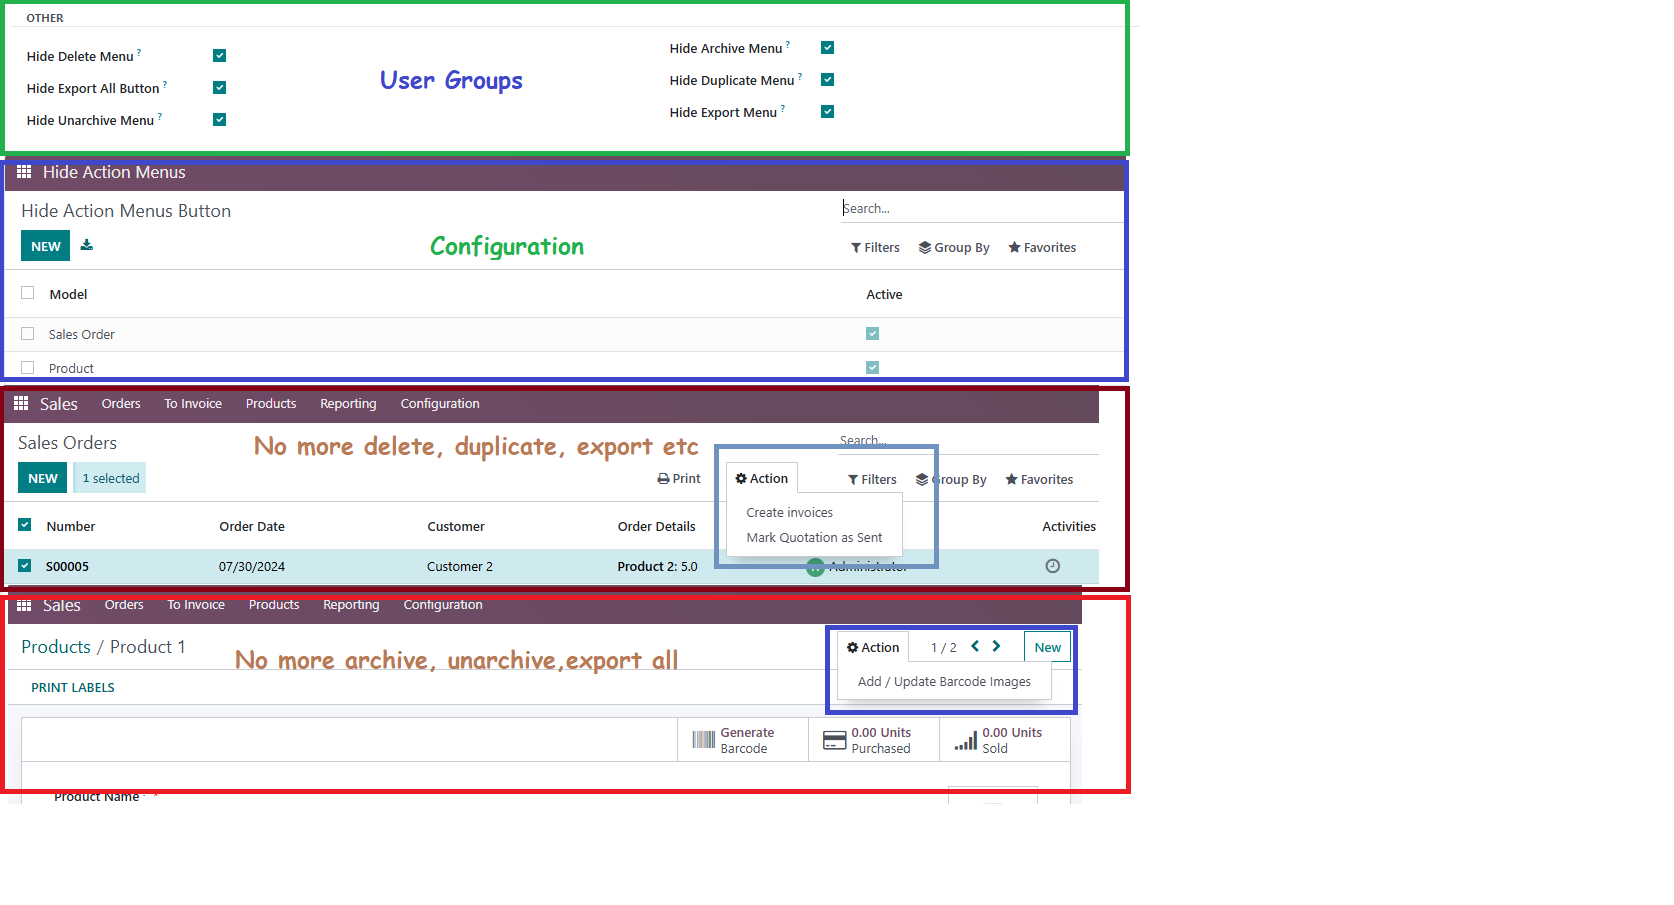 OTHER
Hide Delete Menu ?
Hide Archive Menu ?
Hide Export All Button ?
Hide Duplicate Menu ?
Hide Unarchive Menu ?
Hide Export Menu ?
User Groups
Hide Action Menus
Hide Action Menus Button
Search...
NEW
Configuration
Filters Group By Favorites
Model Active
Sales Order
Product
Sales Orders To Invoice Products Reporting Configuration
Sales Orders
No more delete, duplicate, export etc
Search...
NEW 1 selected Print Action Filters Group By Favorites
Create invoices
Mark Quotation as Sent
Number Order Date Customer Order Details Activities
S00005 07/30/2024 Customer 2 Product 2: 5.0 Administrator
Sales Orders To Invoice Products Reporting Configuration
Products / Product 1
No more archive, unarchive,export all
Action 1 / 2 New
Add / Update Barcode Images
PRINT LABELS
Generate Barcode
0.00 Units Purchased
0.00 Units Sold
Product Name